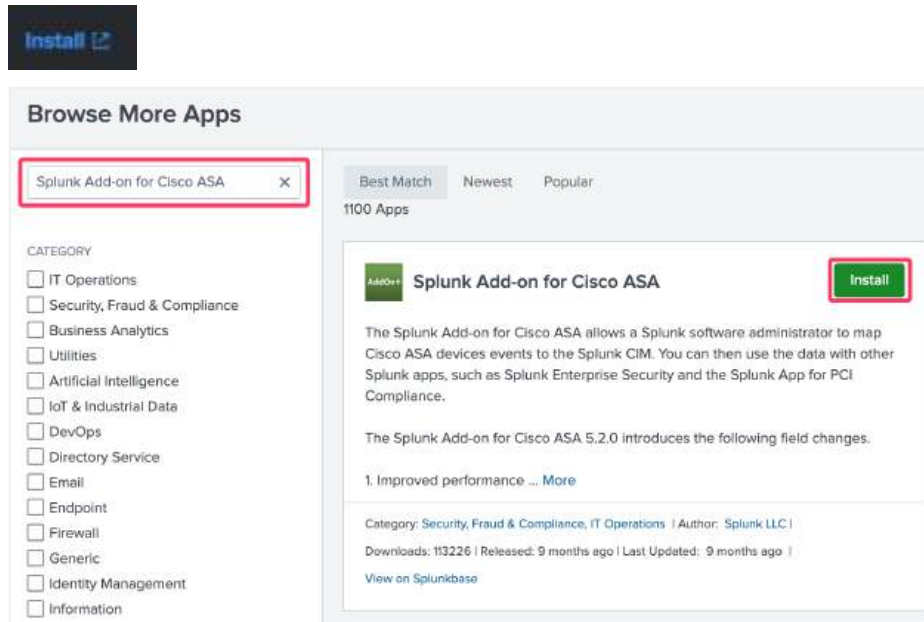 Install
Browse More Apps
Splunk Add-on for Cisco ASA
CATEGORY
IT Operations
Security, Fraud & Compliance
Business Analytics
Utilities
Artificial Intelligence
IoT & Industrial Data
DevOps
Directory Service
Email
Endpoint
Firewall
Generic
Identity Management
Information
Best Match Newest Popular
1100 Apps
AddOn+ Splunk Add-on for Cisco ASA Install
The Splunk Add-on for Cisco ASA allows a Splunk software administrator to map
Cisco ASA devices events to the Splunk CIM. You can then use the data with other
Splunk apps, such as Splunk Enterprise Security and the Splunk App for PCI
Compliance.
The Splunk Add-on for Cisco ASA 5.2.0 introduces the following field changes.
1. Improved performance ... More
Category: Security, Fraud & Compliance, IT Operations | Author: Splunk LLC |
Downloads: 113226 | Released: 9 months ago | Last Updated: 9 months ago |
View on Splunkbase